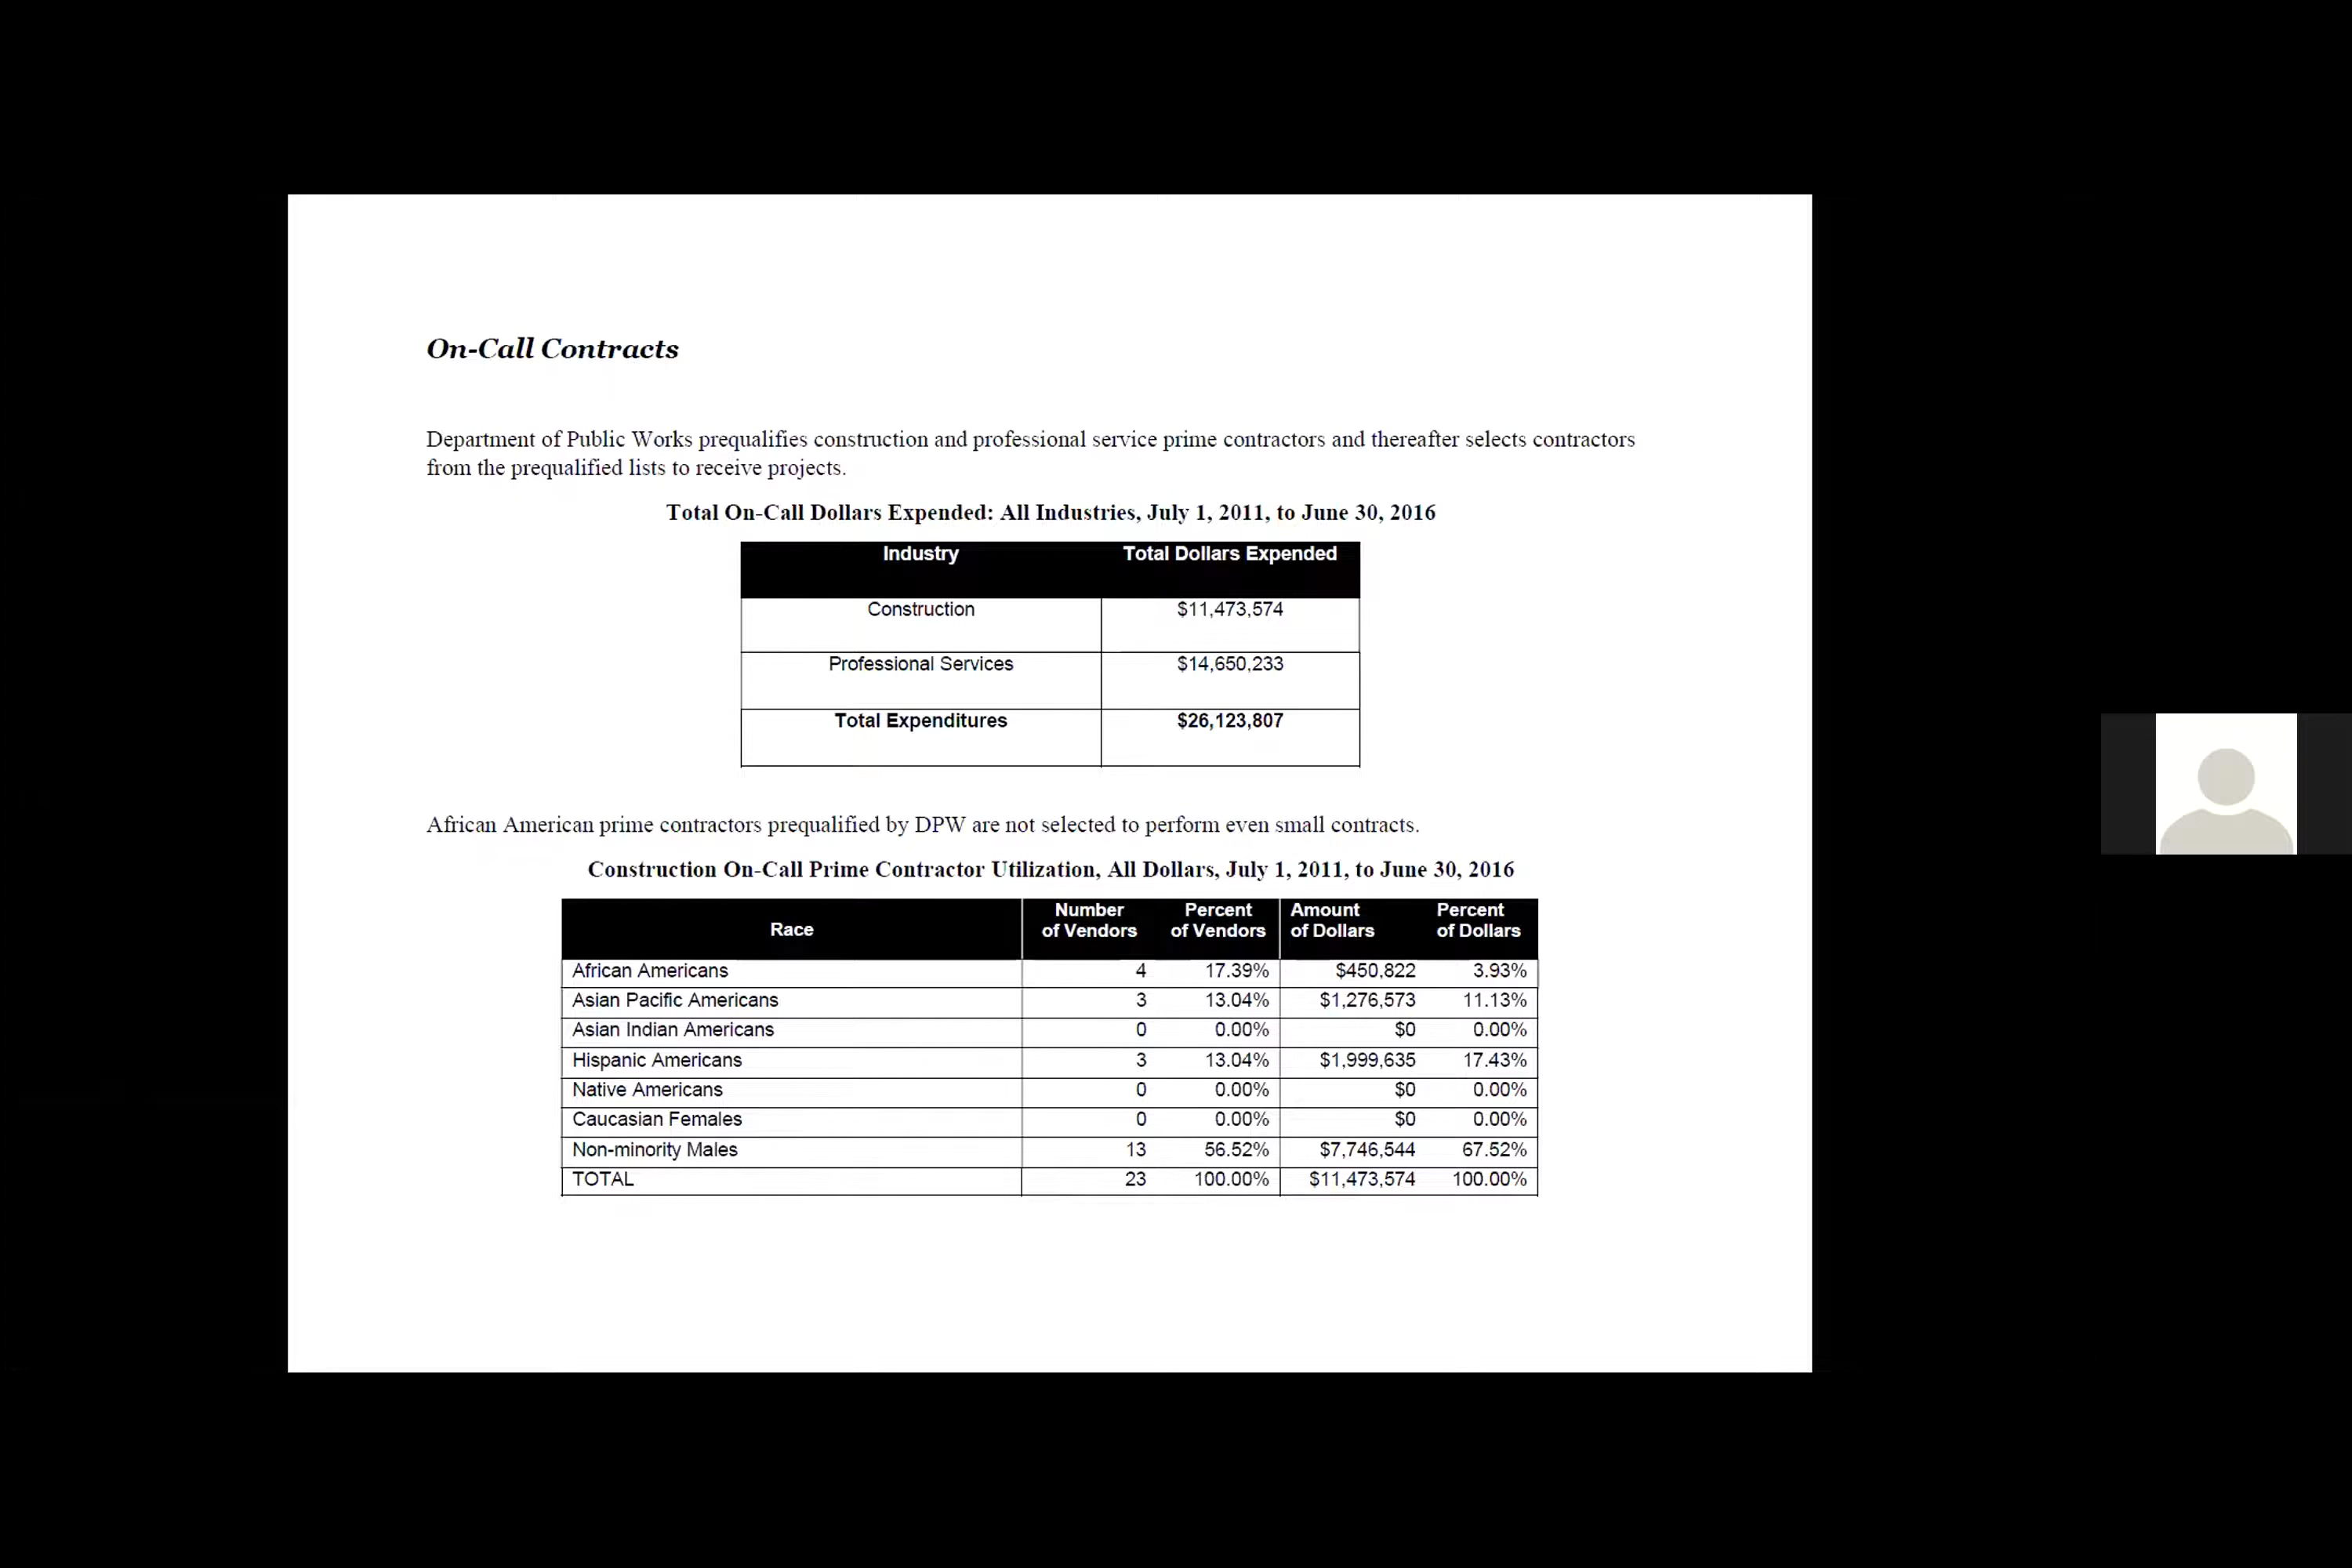 On-Call Contracts
Department of Public Works prequalifies construction and professional service prime contractors and thereafter selects contractors
from the prequalified lists to receive projects.
Total On-Call Dollars Expended: All Industries, July 1, 2011, to June 30, 2016
Industry Total Dollars Expended
Construction $11,473,574
Professional Services $14,650,233
Total Expenditures $26,123,807
African American prime contractors prequalified by DPW are not selected to perform even small contracts.
Construction On-Call Prime Contractor Utilization, All Dollars, July 1, 2011, to June 30, 2016
Race Number of Vendors Percent of Vendors Amount of Dollars Percent of Dollars
African Americans 4 17.39% $450,822 3.93%
Asian Pacific Americans 3 13.04% $1,276,573 11.13%
Asian Indian Americans 0 0.00% $0 0.00%
Hispanic Americans 3 13.04% $1,999,635 17.43%
Native Americans 0 0.00% $0 0.00%
Caucasian Females 0 0.00% $0 0.00%
Non-minority Males 13 56.52% $7,746,544 67.52%
TOTAL 23 100.00% $11,473,574 100.00%